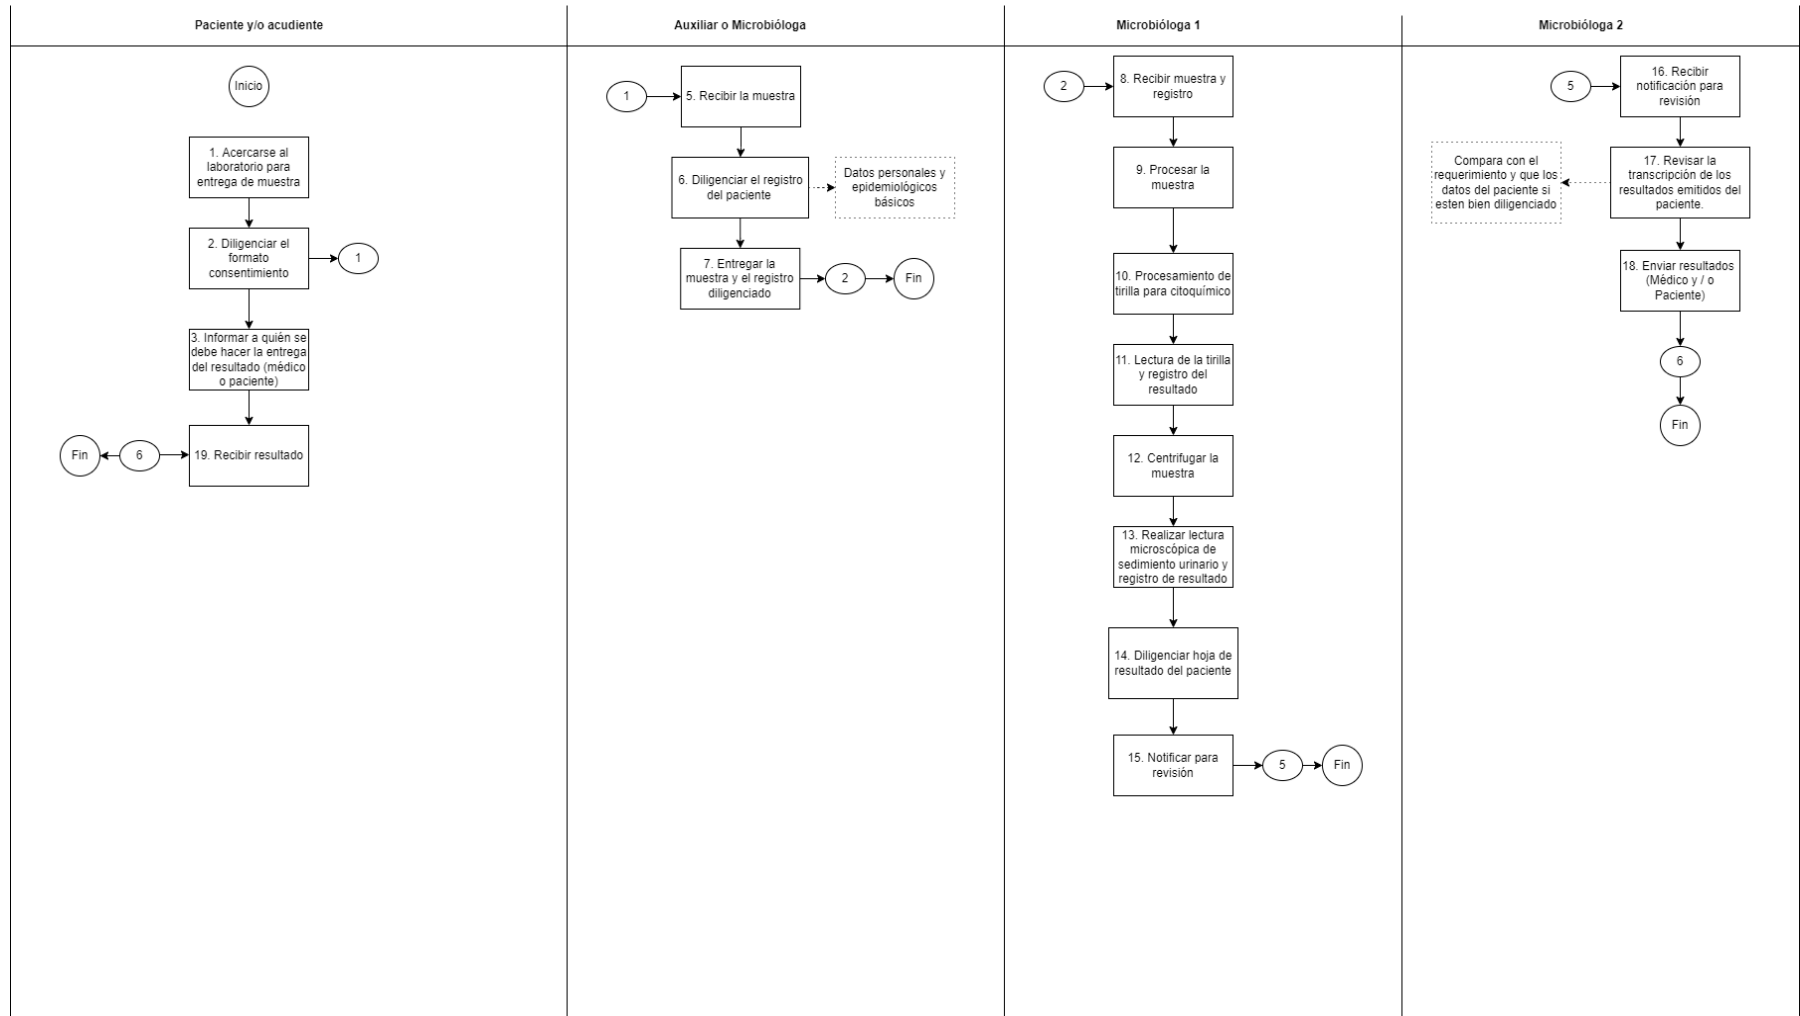 Paciente y/o acudiente
Auxiliar o Microbióloga
Microbióloga 1
Microbióloga 2
Inicio
1. Acercarse al
laboratorio para
entrega de muestra
2. Diligenciar el
formato
consentimiento
1
3. Informar a quién se
debe hacer la entrega
del resultado (médico
o paciente)
Fin
6
19. Recibir resultado
1
5. Recibir la muestra
6. Diligenciar el registro
del paciente
Datos personales y
epidemiológicos
básicos
7. Entregar la
muestra y el registro
diligenciado
2
Fin
2
8. Recibir muestra y
registro
9. Procesar la
muestra
10. Procesamiento de
tirilla para citoquímico
11. Lectura de la tirilla
y registro del
resultado
12. Centrifugar la
muestra
13. Realizar lectura
microscópica de
sedimiento urinario y
registro de resultado
14. Diligenciar hoja de
resultado del paciente
15. Notificar para
revisión
5
Fin
5
16. Recibir
notificación para
revisión
Compara con el
requerimiento y que los
datos del paciente si
esten bien diligenciado
17. Revisar la
transcripción de los
resultados emitidos del
paciente.
18. Enviar resultados
(Médico y / o
Paciente)
6
Fin